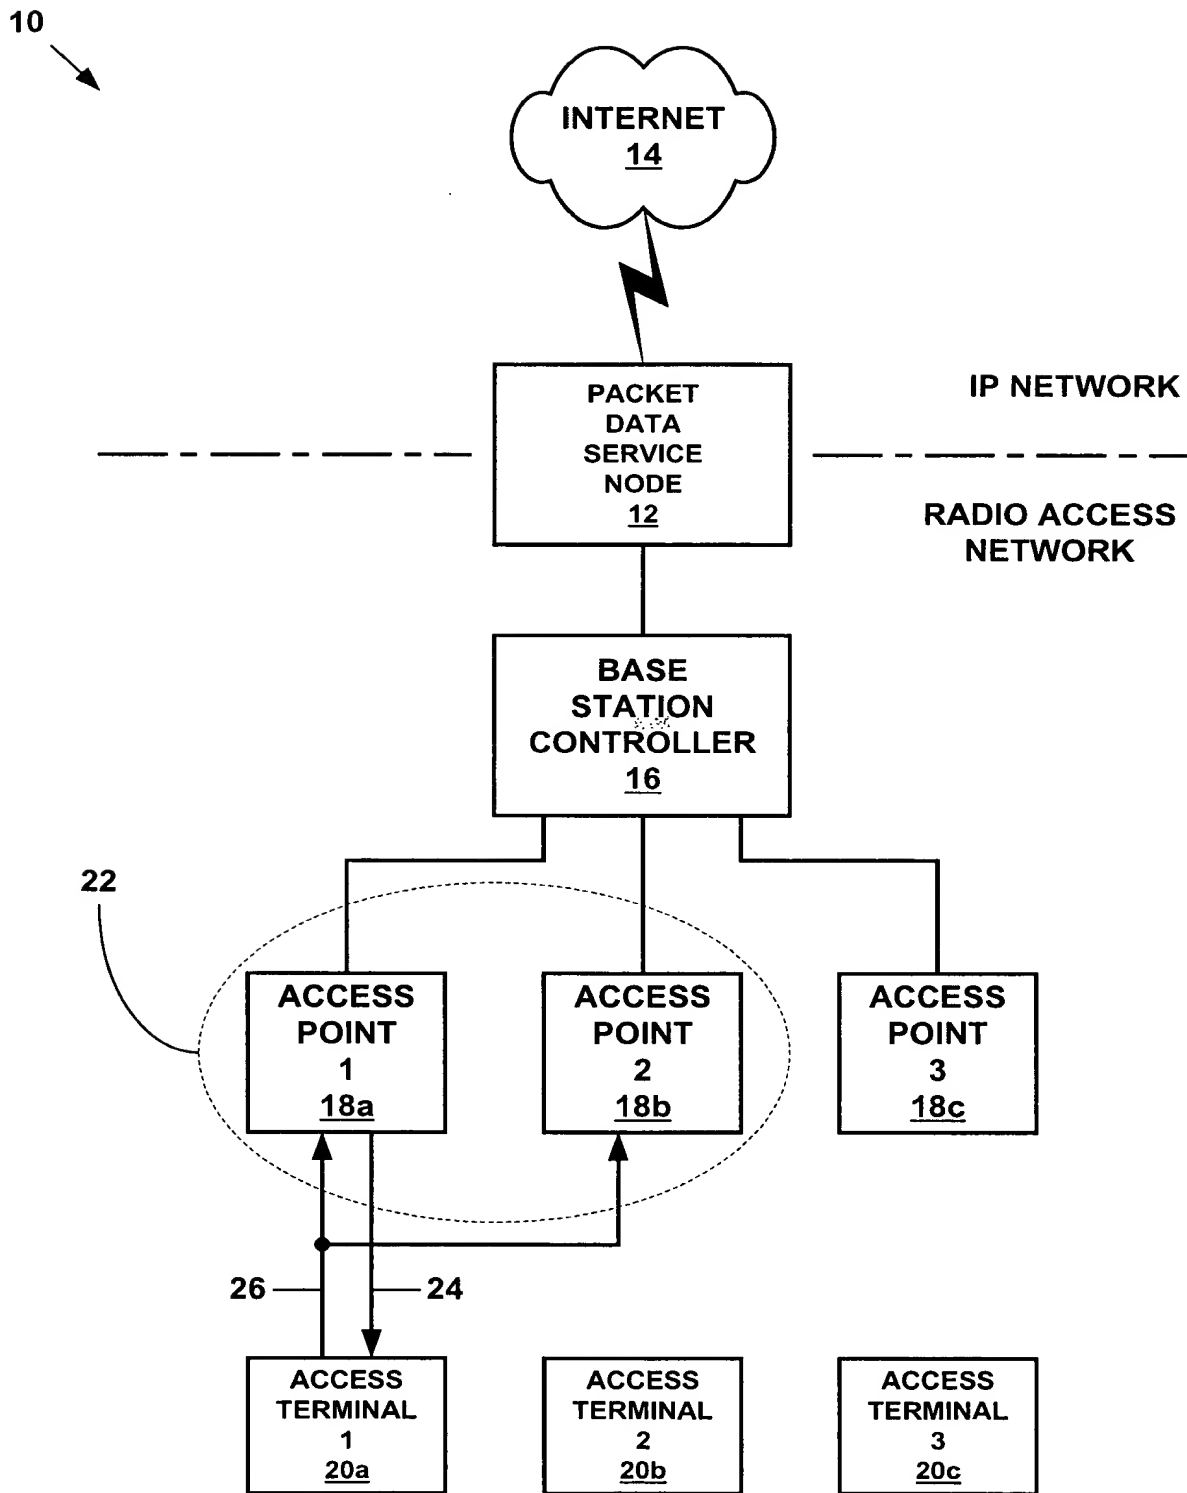 10
INTERNET
14
PACKET
DATA
SERVICE
NODE
12
IP NETWORK
RADIO ACCESS
NETWORK
BASE
STATION
CONTROLLER
16
22
ACCESS
POINT
1
18a
ACCESS
POINT
2
18b
ACCESS
POINT
3
18c
26
24
ACCESS
TERMINAL
1
20a
ACCESS
TERMINAL
2
20b
ACCESS
TERMINAL
3
20c